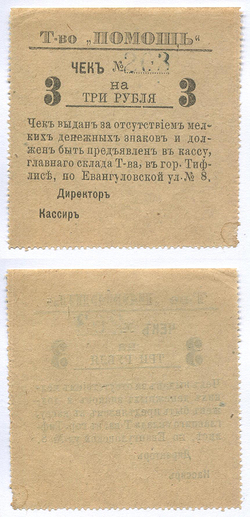 Т-во „ПОМОЩЬ“
ЧЕКЪ №
на
3 ТРИ РУБЛЯ 3
Чекъ выданъ за отсутствіемъ мел-
кихъ денежныхъ знаковъ и дол-
женъ быть предъявленъ въ кассу,
главнаго склада Т-ва, въ гор. Тиф-
лисѣ, по Евангуловской ул. № 8.
Директоръ
Кассиръ